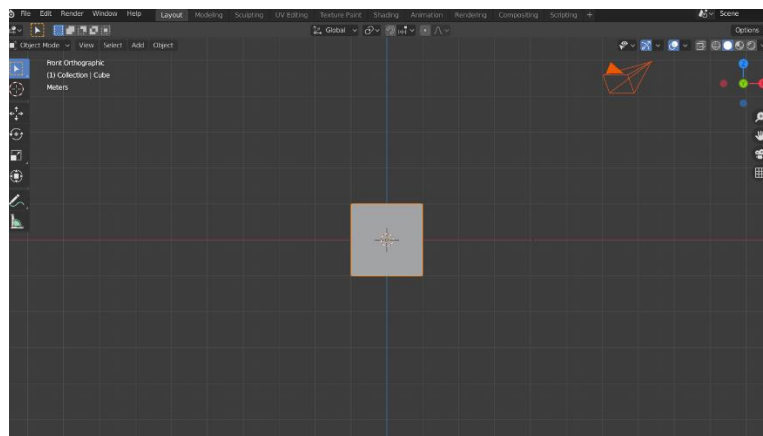 File Edit Render Window Help Layout Modeling Sculpting UV Editing Texture Paint Shading Animation Rendering Compositing Scripting + Scene
Global Options
Object Mode View Select Add Object
Front Orthographic
(1) Collection | Cube
Meters